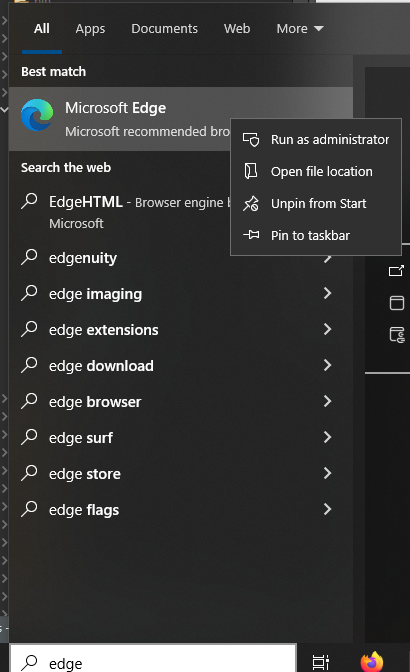 All Apps Documents Web More
Best match
Microsoft Edge
Microsoft recommended bro
Run as administrator
Open file location
Unpin from Start
Pin to taskbar
Search the web
EdgeHTML - Browser engine b
Microsoft
edgenuity
edge imaging
edge extensions
edge download
edge browser
edge surf
edge store
edge flags
edge